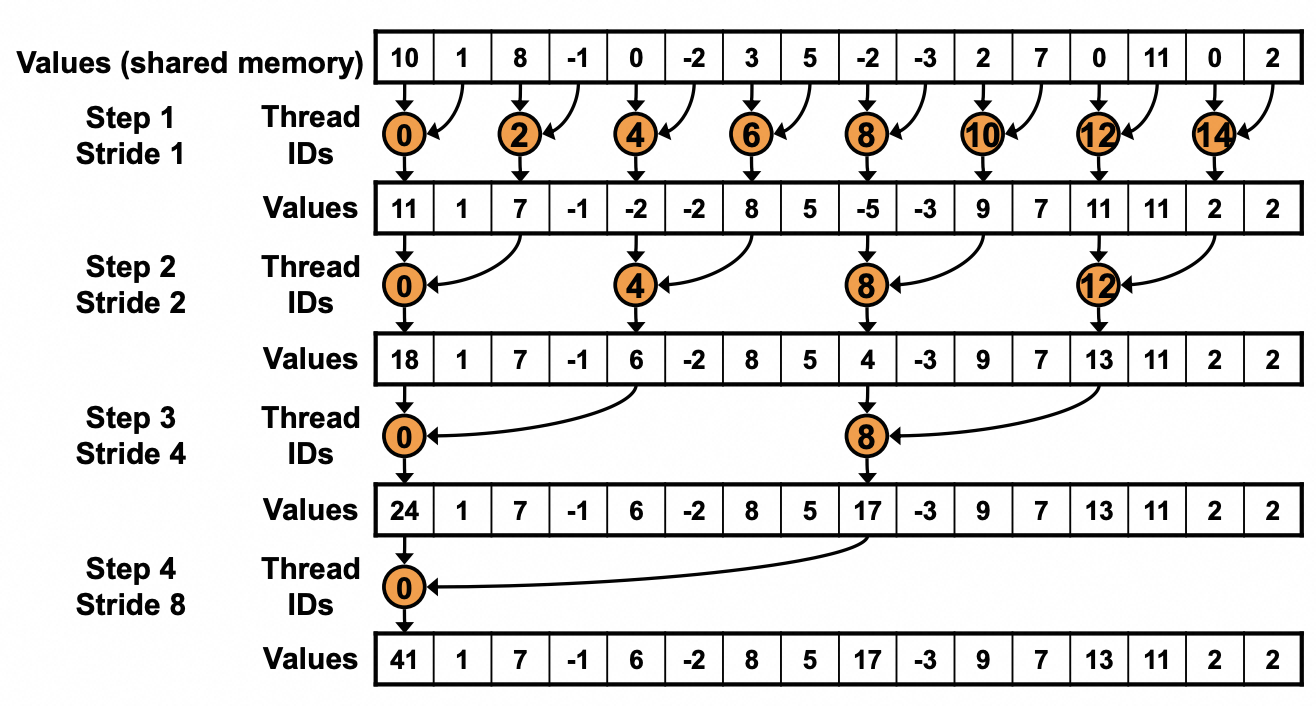 Values (shared memory) 10 1 8 -1 0 -2 3 5 -2 -3 2 7 0 11 0 2
Step 1 Thread
Stride 1 IDs
0 2 4 6 8 10 12 14
Values 11 1 7 -1 -2 -2 8 5 -5 -3 9 7 11 11 2 2
Step 2 Thread
Stride 2 IDs
0 4 8 12
Values 18 1 7 -1 6 -2 8 5 4 -3 9 7 13 11 2 2
Step 3 Thread
Stride 4 IDs
0 8
Values 24 1 7 -1 6 -2 8 5 17 -3 9 7 13 11 2 2
Step 4 Thread
Stride 8 IDs
0
Values 41 1 7 -1 6 -2 8 5 17 -3 9 7 13 11 2 2